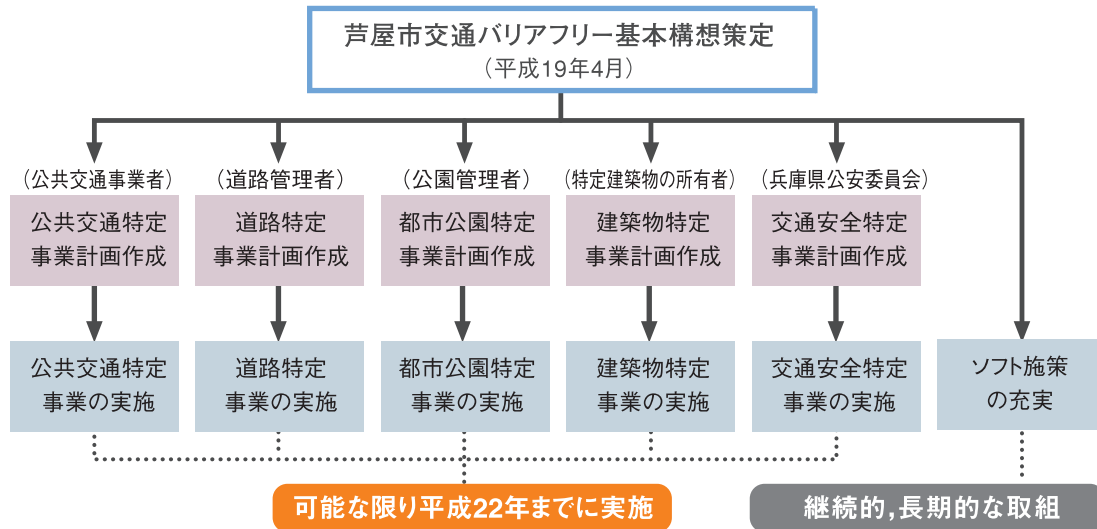 芦屋市交通バリアフリー基本構想策定
（平成19年4月）
（公共交通事業者）
公共交通特定
事業計画作成
（道路管理者）
道路特定
事業計画作成
（公園管理者）
都市公園特定
事業計画作成
（特定建築物の所有者）
建築物特定
事業計画作成
（兵庫県公安委員会）
交通安全特定
事業計画作成
公共交通特定
事業の実施
道路特定
事業の実施
都市公園特定
事業の実施
建築物特定
事業の実施
交通安全特定
事業の実施
ソフト施策
の充実
可能な限り平成22年までに実施
継続的,長期的な取組